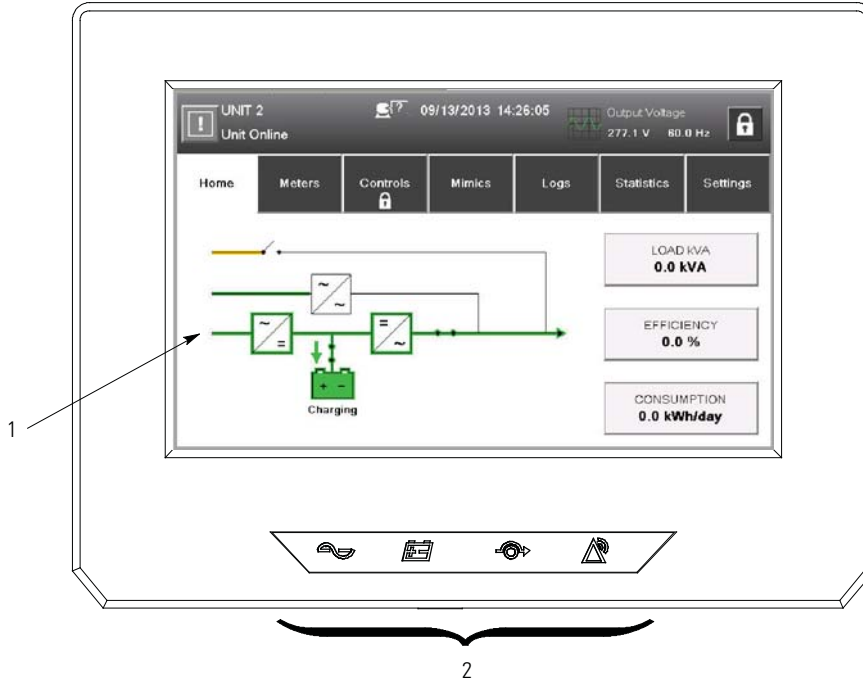 UNIT 2
Unit Online
09/13/2013 14:26:05
Output Voltage
277.1 V 60.0 Hz
Home
Meters
Controls
Mimics
Logs
Statistics
Settings
LOAD kVA
0.0 kVA
EFFICIENCY
0.0 %
CONSUMPTION
0.0 kWh/day
Charging
1
2